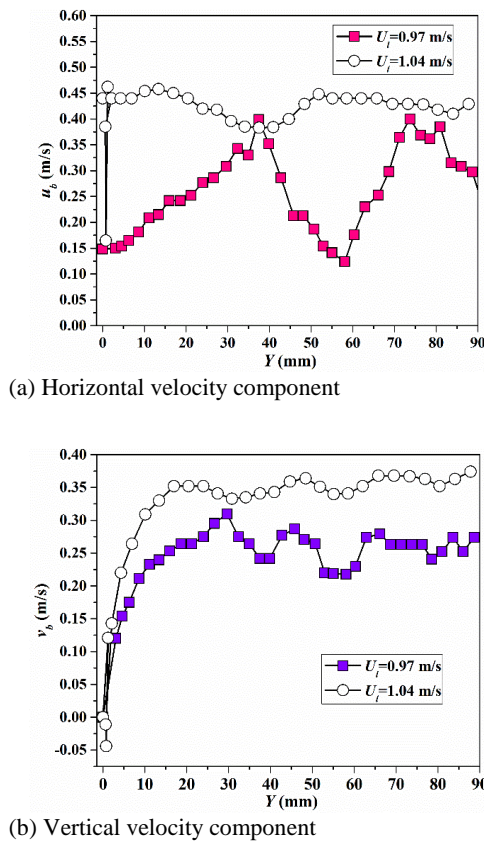 0.60
0.55
0.50
0.45
0.40
0.35
0.30
0.25
0.20
0.15
0.10
0.05
0.00
u_b (m/s)
U_l=0.97 m/s
U_l=1.04 m/s
0 10 20 30 40 50 60 70 80 90
Y (mm)
(a) Horizontal velocity component
0.40
0.35
0.30
0.25
0.20
0.15
0.10
0.05
0.00
-0.05
v_b (m/s)
U_l=0.97 m/s
U_l=1.04 m/s
0 10 20 30 40 50 60 70 80 90
Y (mm)
(b) Vertical velocity component